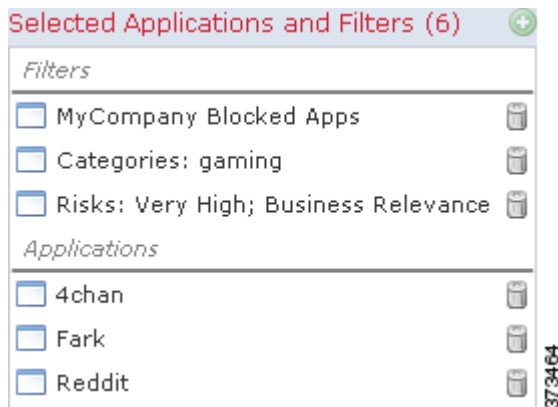 Selected Applications and Filters (6)
Filters
MyCompany Blocked Apps
Categories: gaming
Risks: Very High; Business Relevance
Applications
4chan
Fark
Reddit
373464